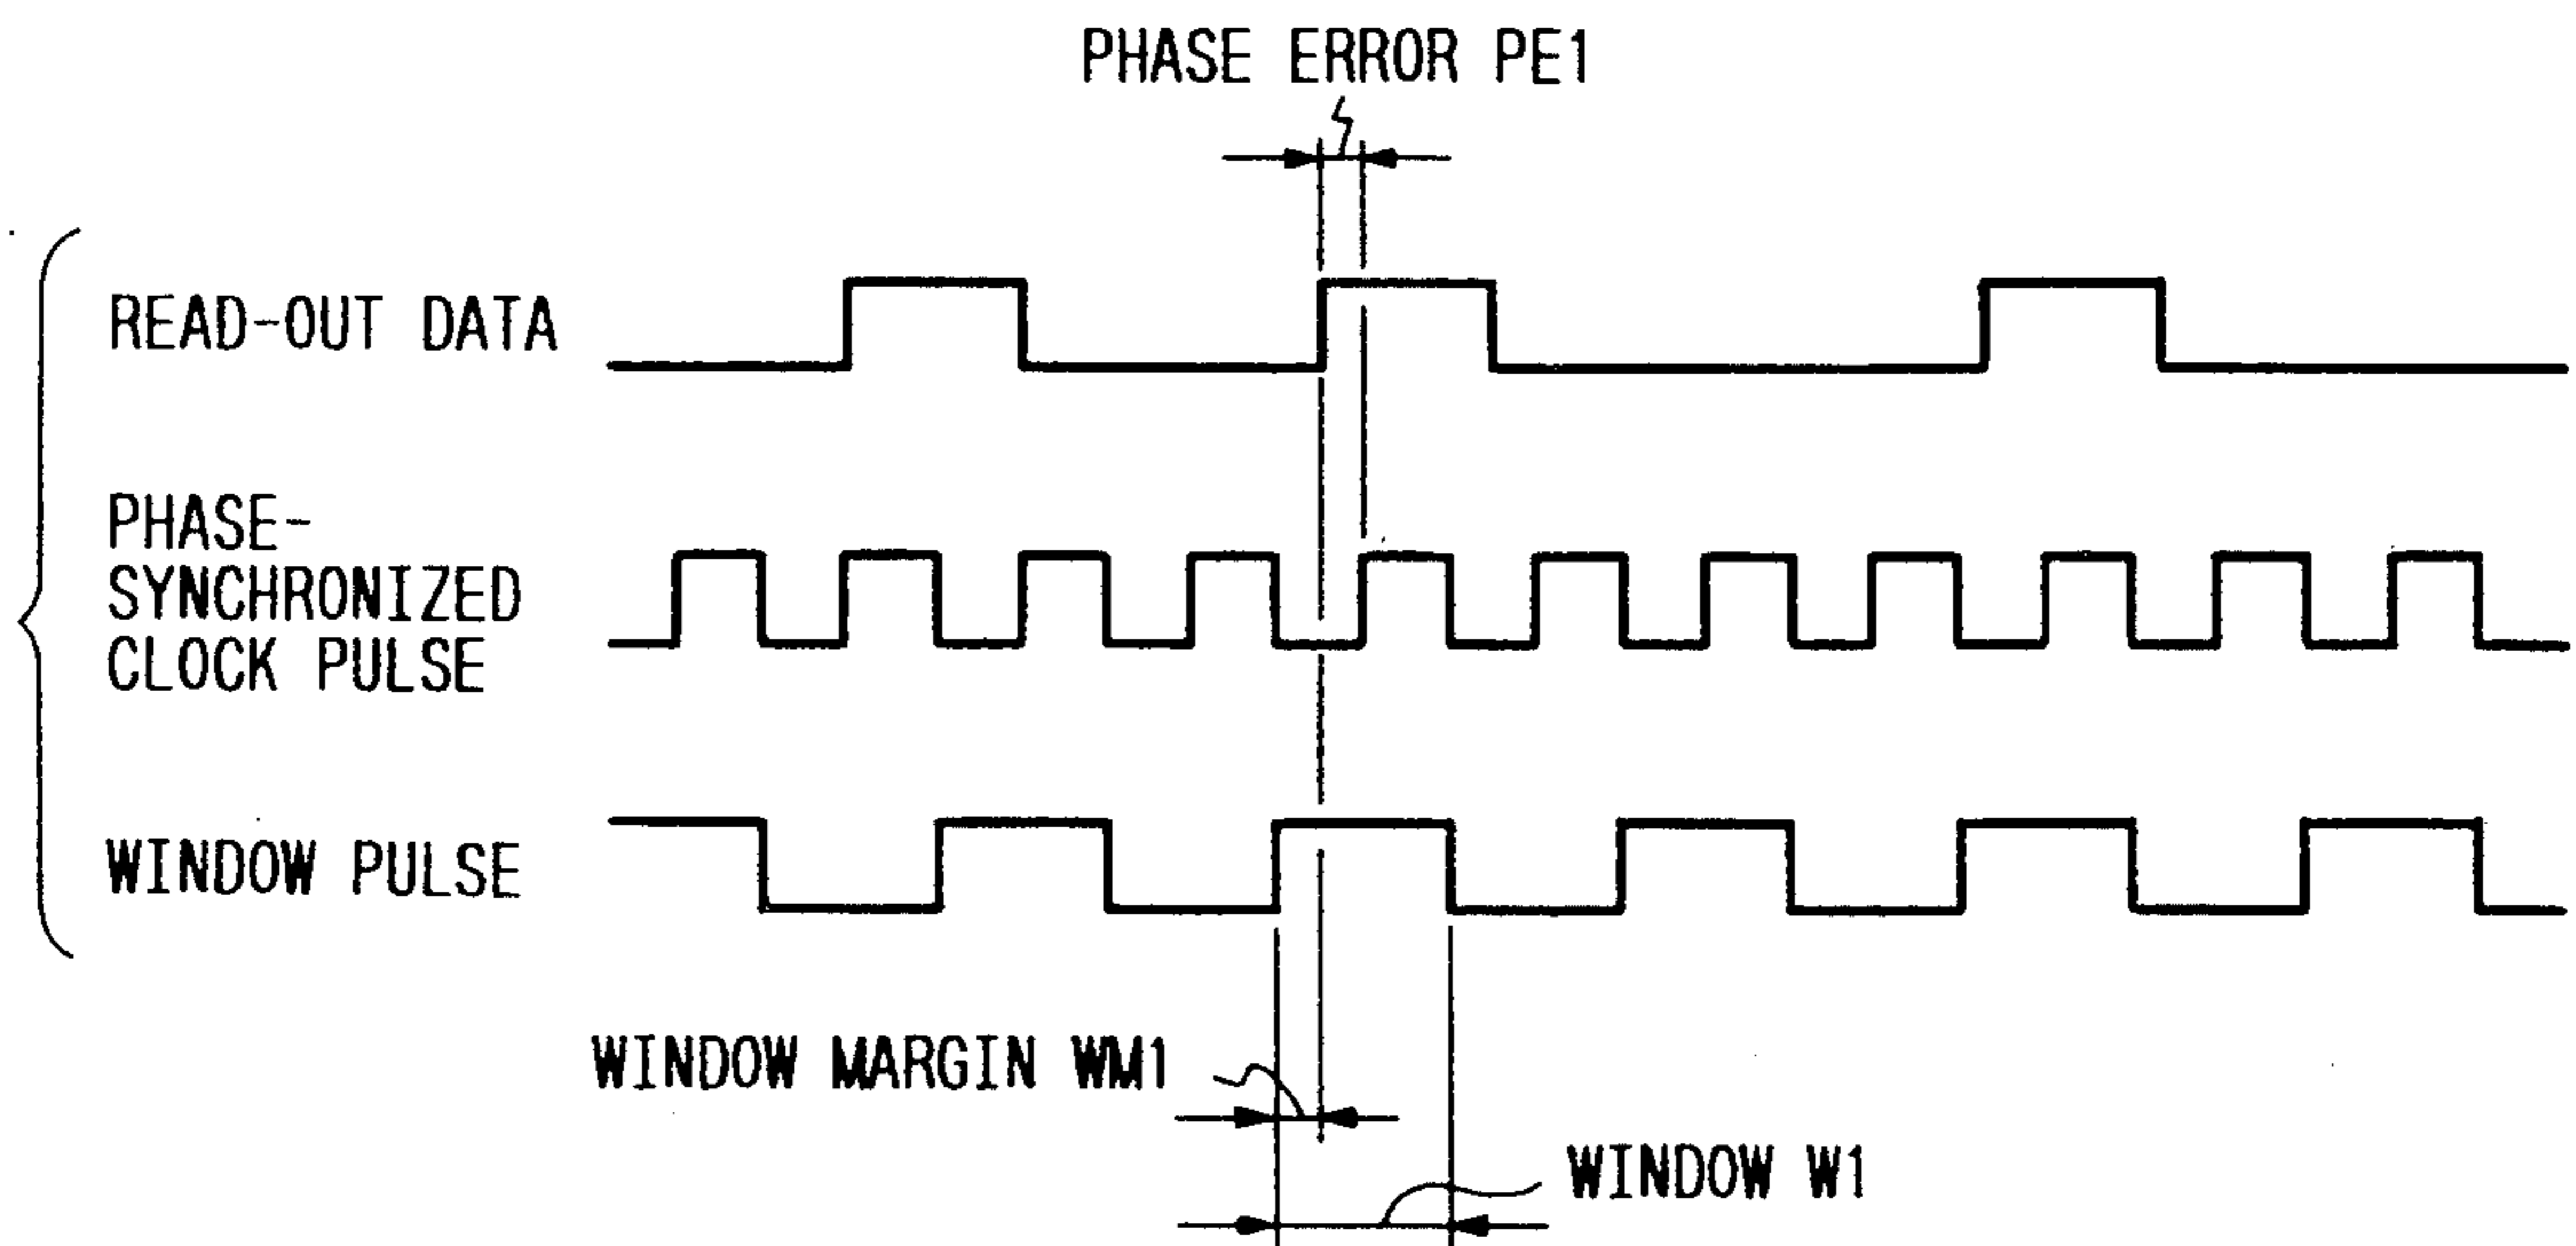 PHASE ERROR PE1
READ-OUT DATA
PHASE-
SYNCHRONIZED
CLOCK PULSE
WINDOW PULSE
WINDOW MARGIN WM1
WINDOW W1